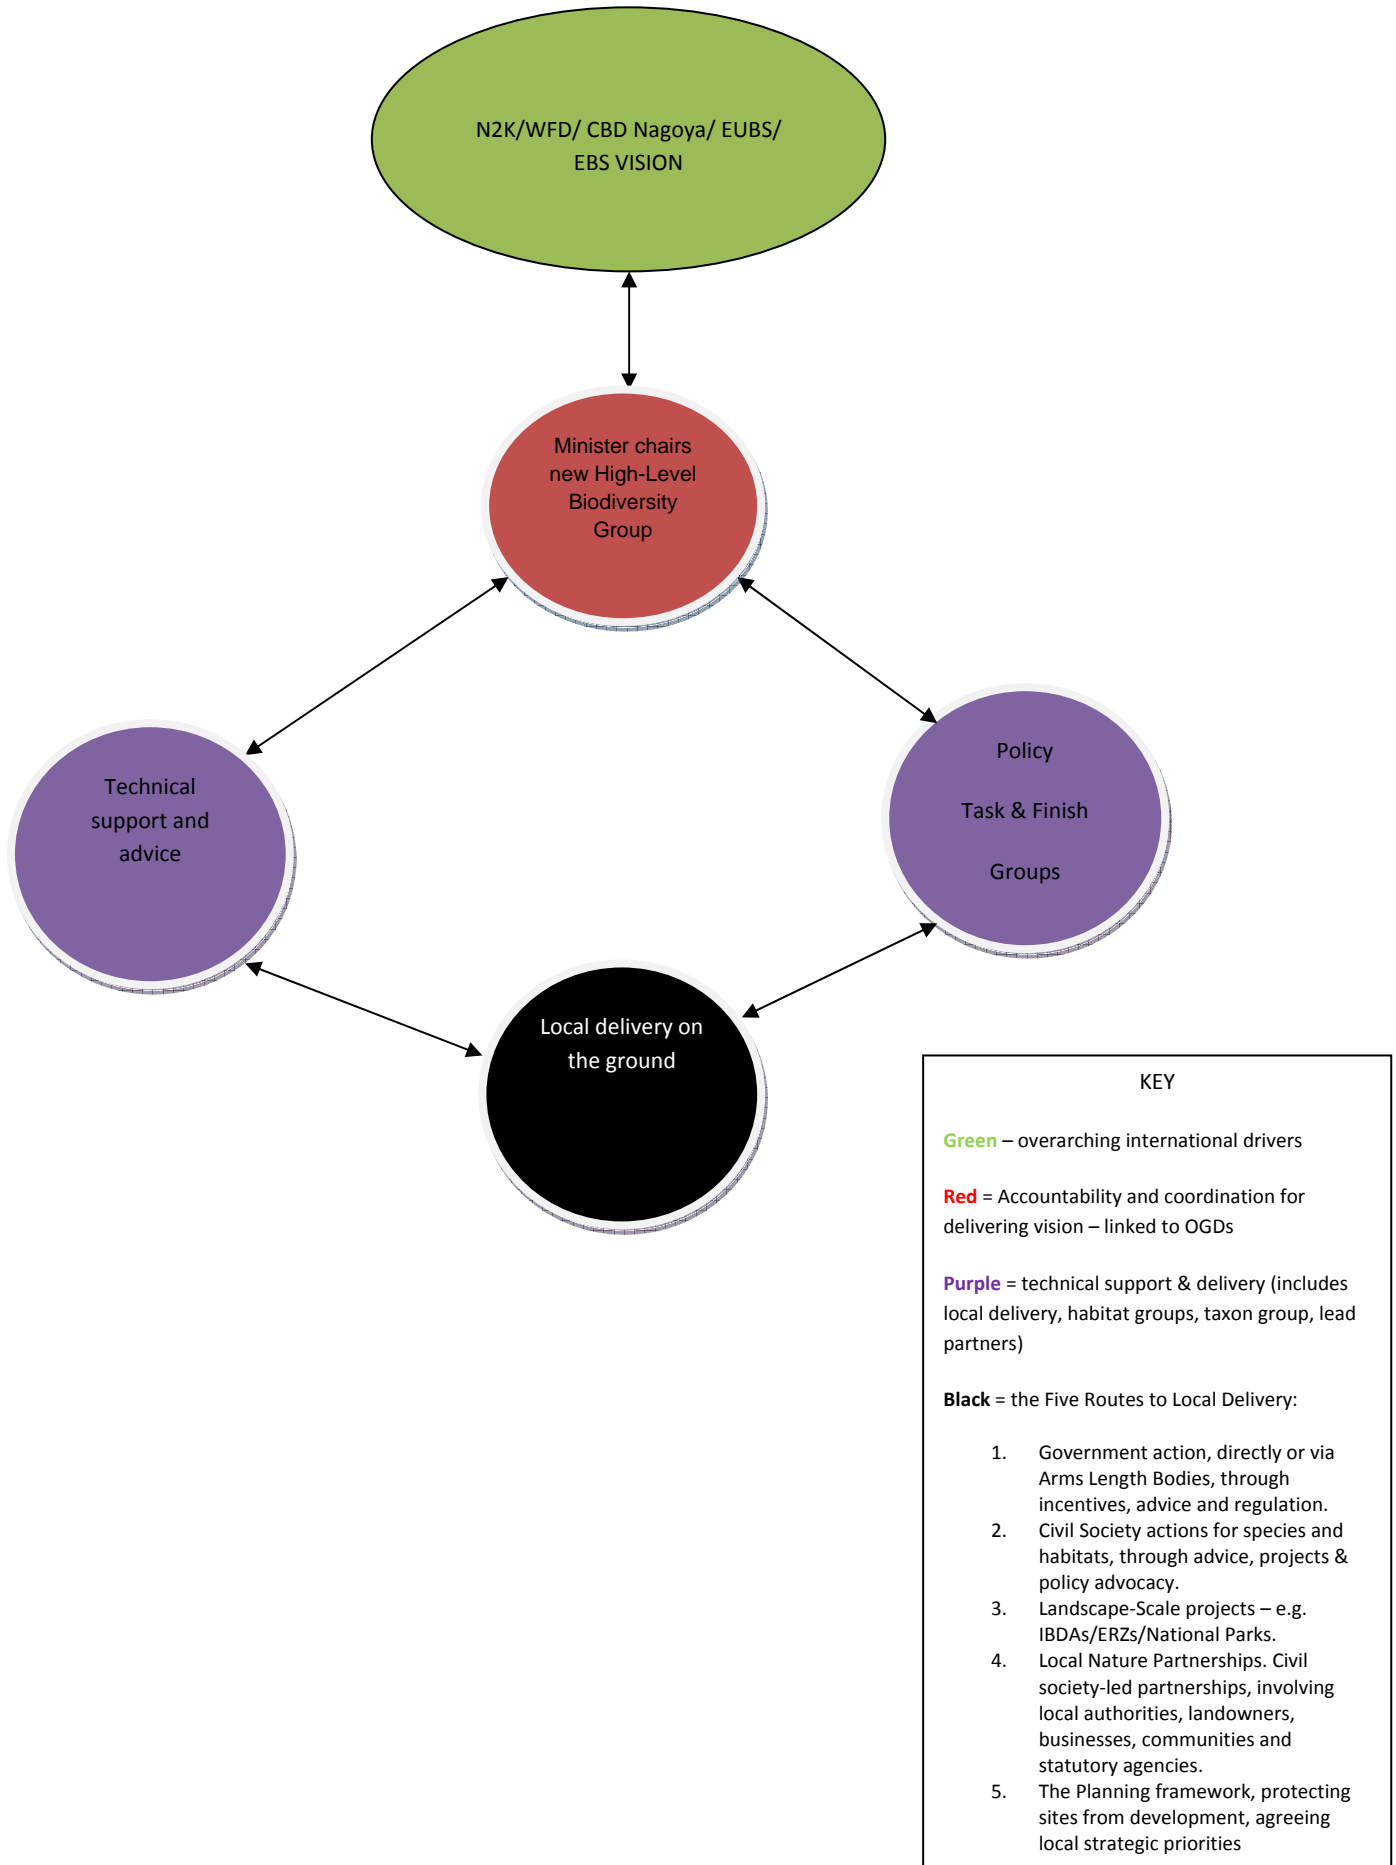 N2K/WFD/ CBD Nagoya/ EUBS/
EBS VISION
Minister chairs
new High-Level
Biodiversity
Group
Technical
support and
advice
Policy
Task & Finish
Groups
Local delivery on
the ground
KEY
Green – overarching international drivers
Red = Accountability and coordination for
delivering vision – linked to OGDs
Purple = technical support & delivery (includes
local delivery, habitat groups, taxon group, lead
partners)
Black = the Five Routes to Local Delivery:
1. Government action, directly or via
Arms Length Bodies, through
incentives, advice and regulation.
2. Civil Society actions for species and
habitats, through advice, projects &
policy advocacy.
3. Landscape-Scale projects – e.g.
IBDAs/ERZs/National Parks.
4. Local Nature Partnerships. Civil
society-led partnerships, involving
local authorities, landowners,
businesses, communities and
statutory agencies.
5. The Planning framework, protecting
sites from development, agreeing
local strategic priorities